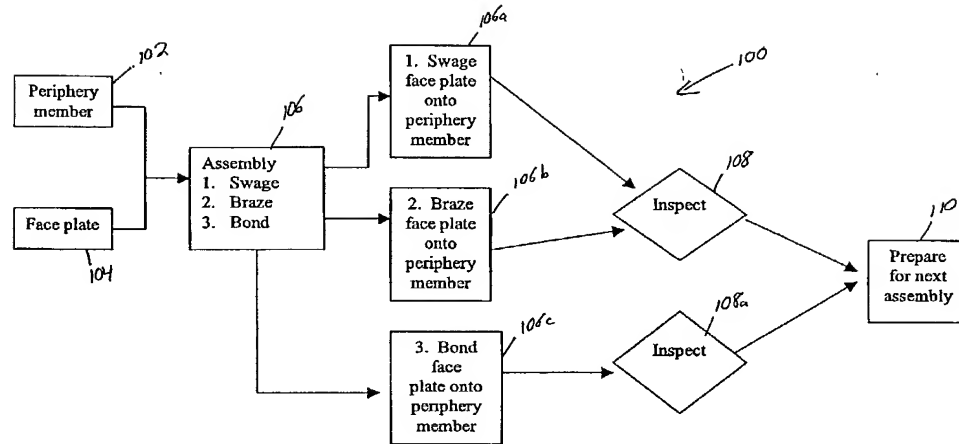 102
Periphery
member
Face plate
104
106
Assembly
1. Swage
2. Braze
3. Bond
106a
1. Swage
face plate
onto
periphery
member
106b
2. Braze
face plate
onto
periphery
member
106c
3. Bond
face
plate onto
periphery
member
100
108
Inspect
108a
Inspect
110
Prepare
for next
assembly